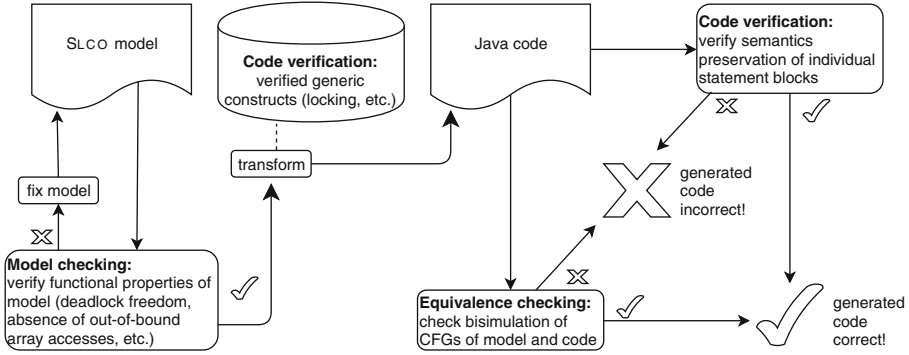 SLCO model
Code verification:
verified generic
constructs (locking, etc.)
Java code
Code verification:
verify semantics
preservation of individual
statement blocks
transform
fix model
generated
code
incorrect!
Model checking:
verify functional properties of
model (deadlock freedom,
absence of out-of-bound
array accesses, etc.)
Equivalence checking:
check bisimulation of
CFGs of model and code
generated
code
correct!